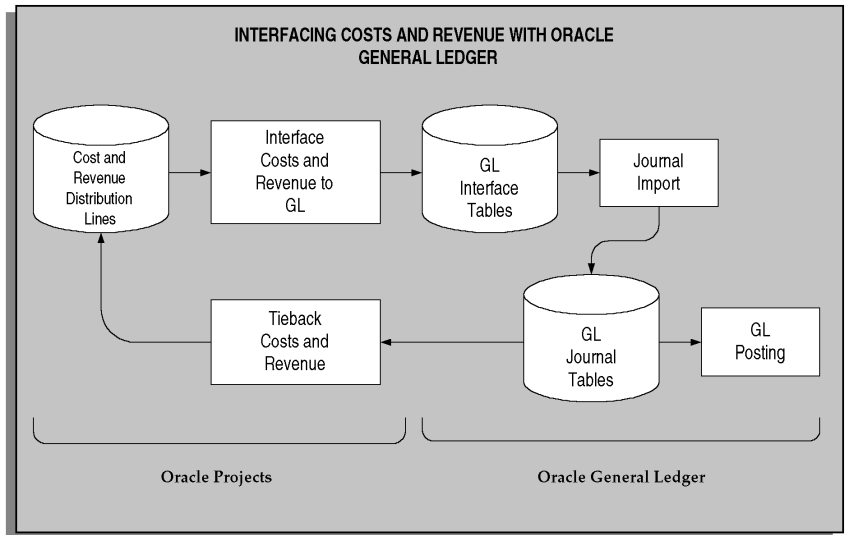 INTERFACING COSTS AND REVENUE WITH ORACLE
GENERAL LEDGER
Cost and
Revenue
Distribution
Lines
Interface
Costs and
Revenue to
GL
GL
Interface
Tables
Journal
Import
Tieback
Costs and
Revenue
GL
Journal
Tables
GL
Posting
Oracle Projects
Oracle General Ledger